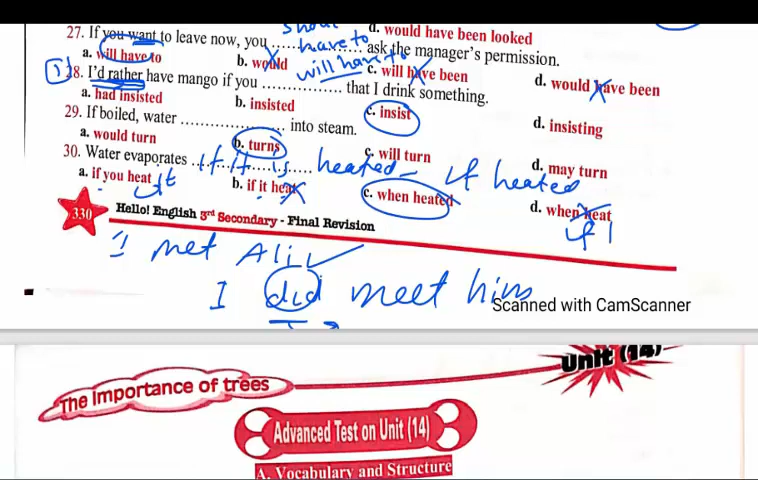 d. would have been looked
27. If you want to leave now, you .................. ask the manager's permission.
have to
a. will have to b. would c. will have been d. would have been
will have to
28. I'd rather have mango if you .................. that I drink something.
a. had insisted b. insisted c. insist d. insisting
29. If boiled, water .................. into steam.
a. would turn b. turns c. will turn d. may turn
30. Water evaporates ..................
if it is heated - if heated
a. if you heat b. if it heat c. when heated d. when heat
it
if
330 Hello! English 3rd Secondary - Final Revision
I met Ali
I did meet him
Scanned with CamScanner
Unit (14)
The importance of trees
Advanced Test on Unit (14)
A. Vocabulary and Structure